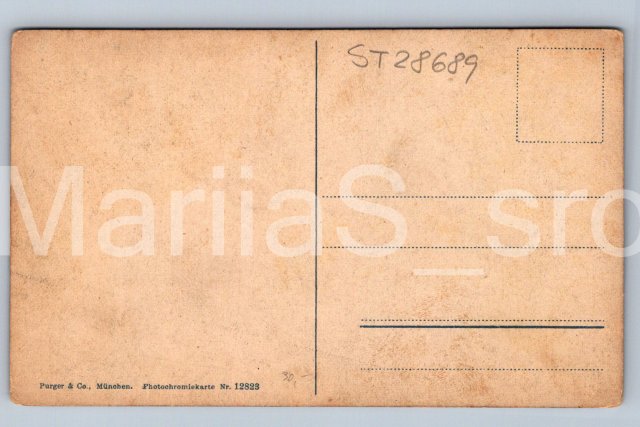 ST28689
MariiaS_sro
30,-
Purger & Co., München. Photochromiekarte Nr. 12823